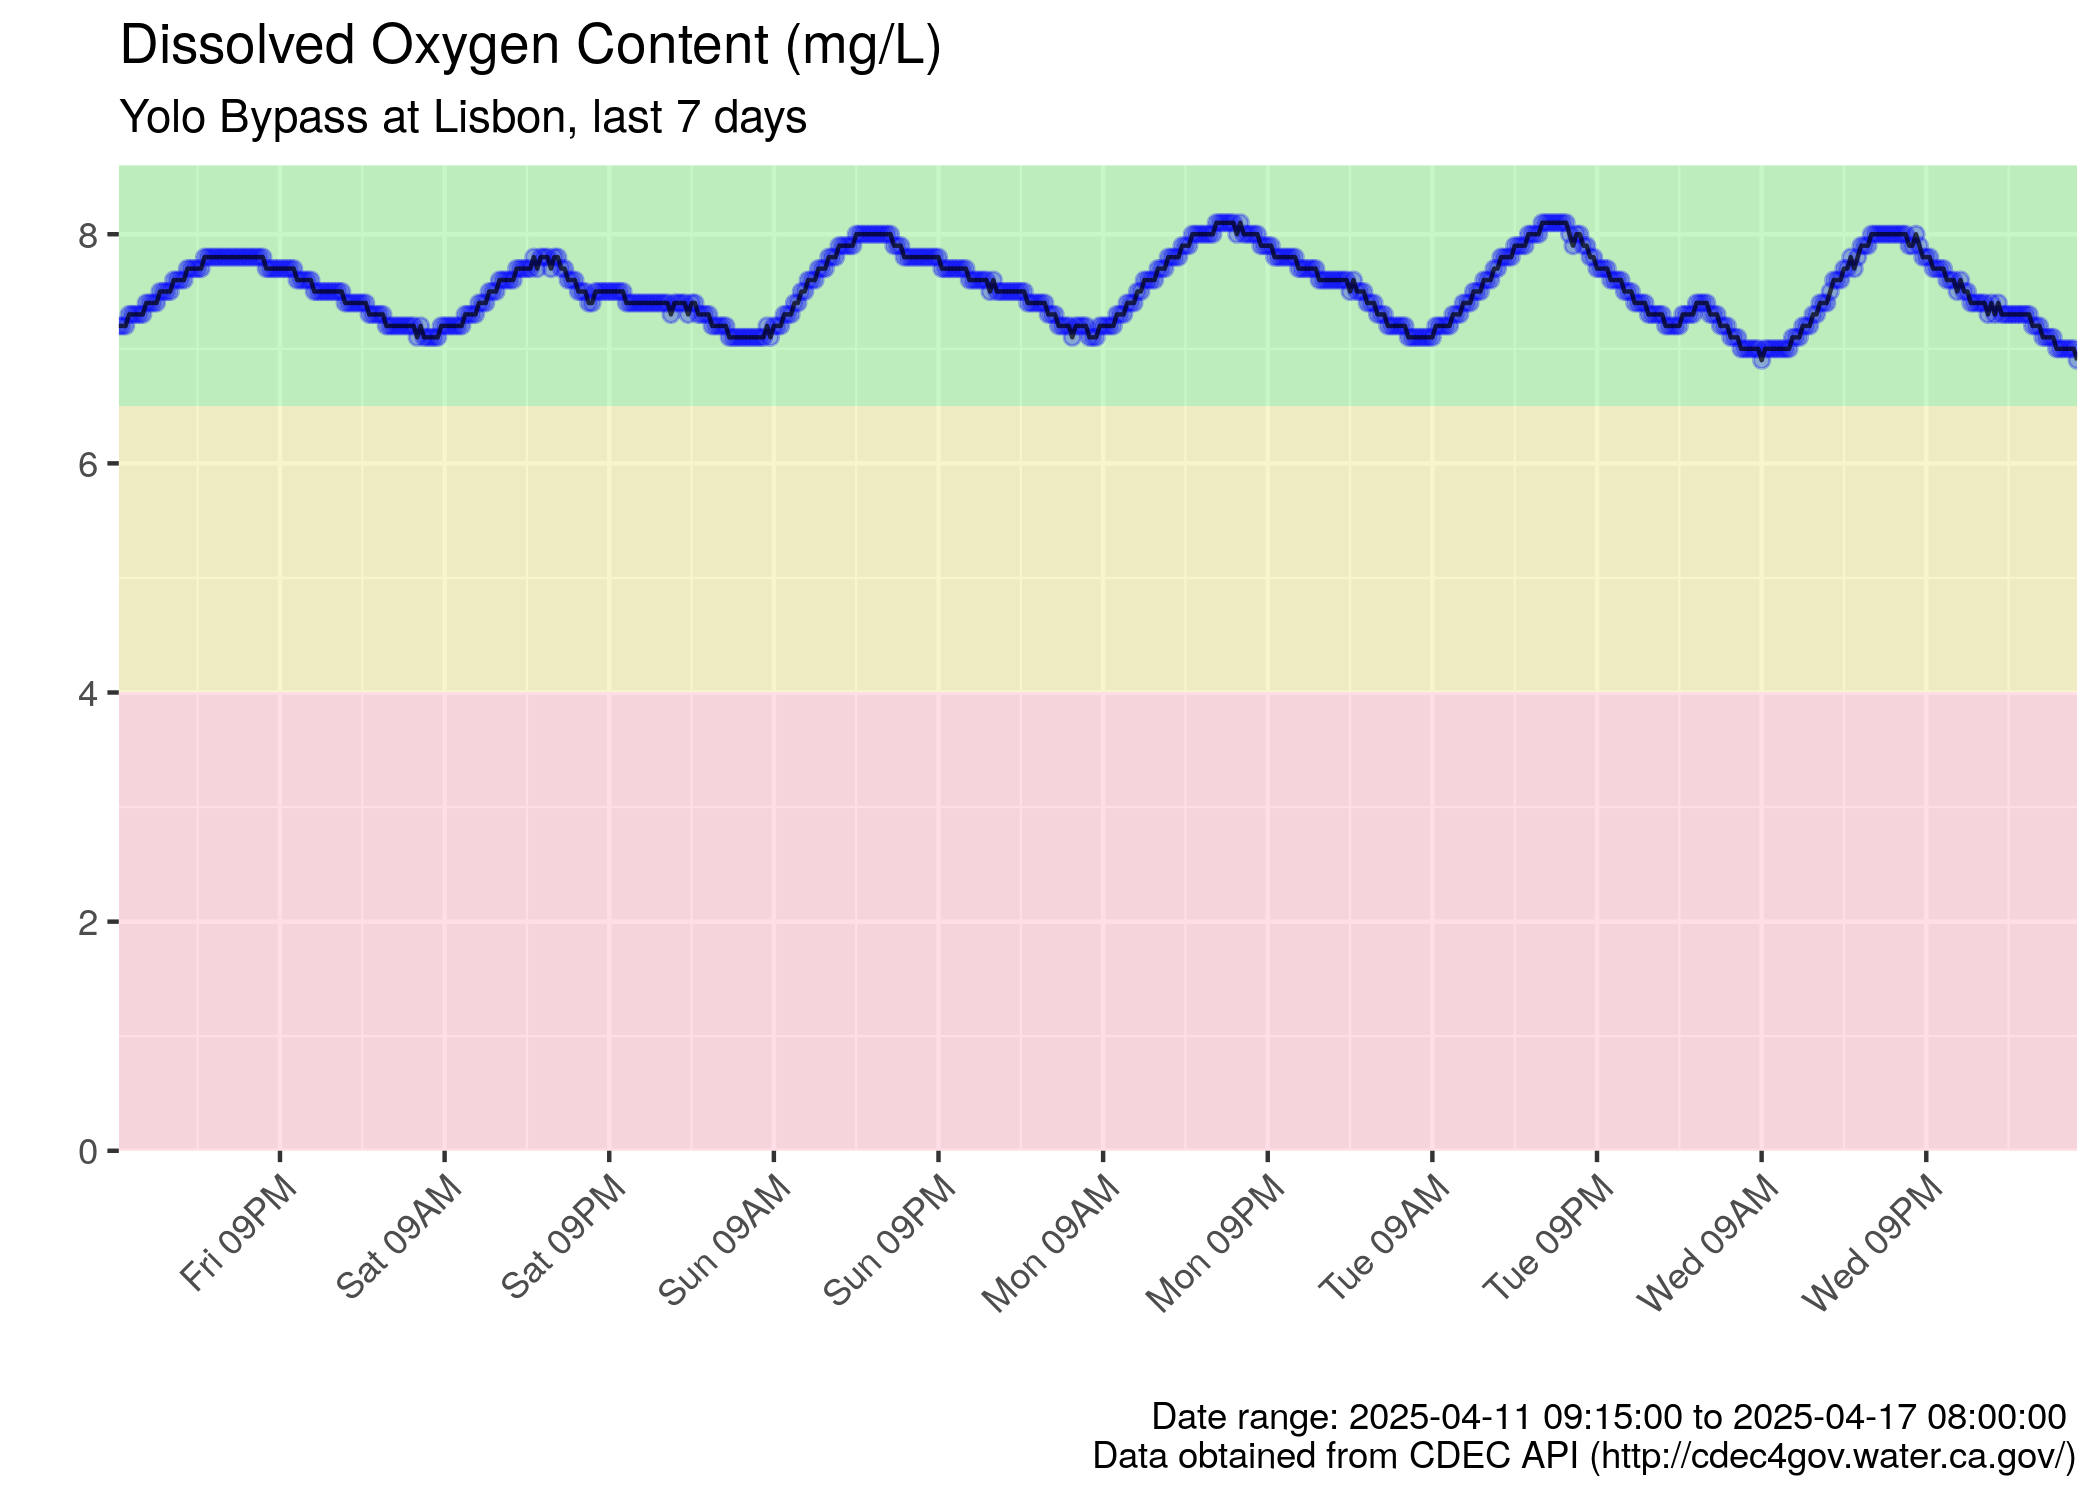 Dissolved Oxygen Content (mg/L)
Yolo Bypass at Lisbon, last 7 days
8
6
4
2
0
Fri 09PM
Sat 09AM
Sat 09PM
Sun 09AM
Sun 09PM
Mon 09AM
Mon 09PM
Tue 09AM
Tue 09PM
Wed 09AM
Wed 09PM
Date range: 2025-04-11 09:15:00 to 2025-04-17 08:00:00
Data obtained from CDEC API (http://cdec4gov.water.ca.gov/)